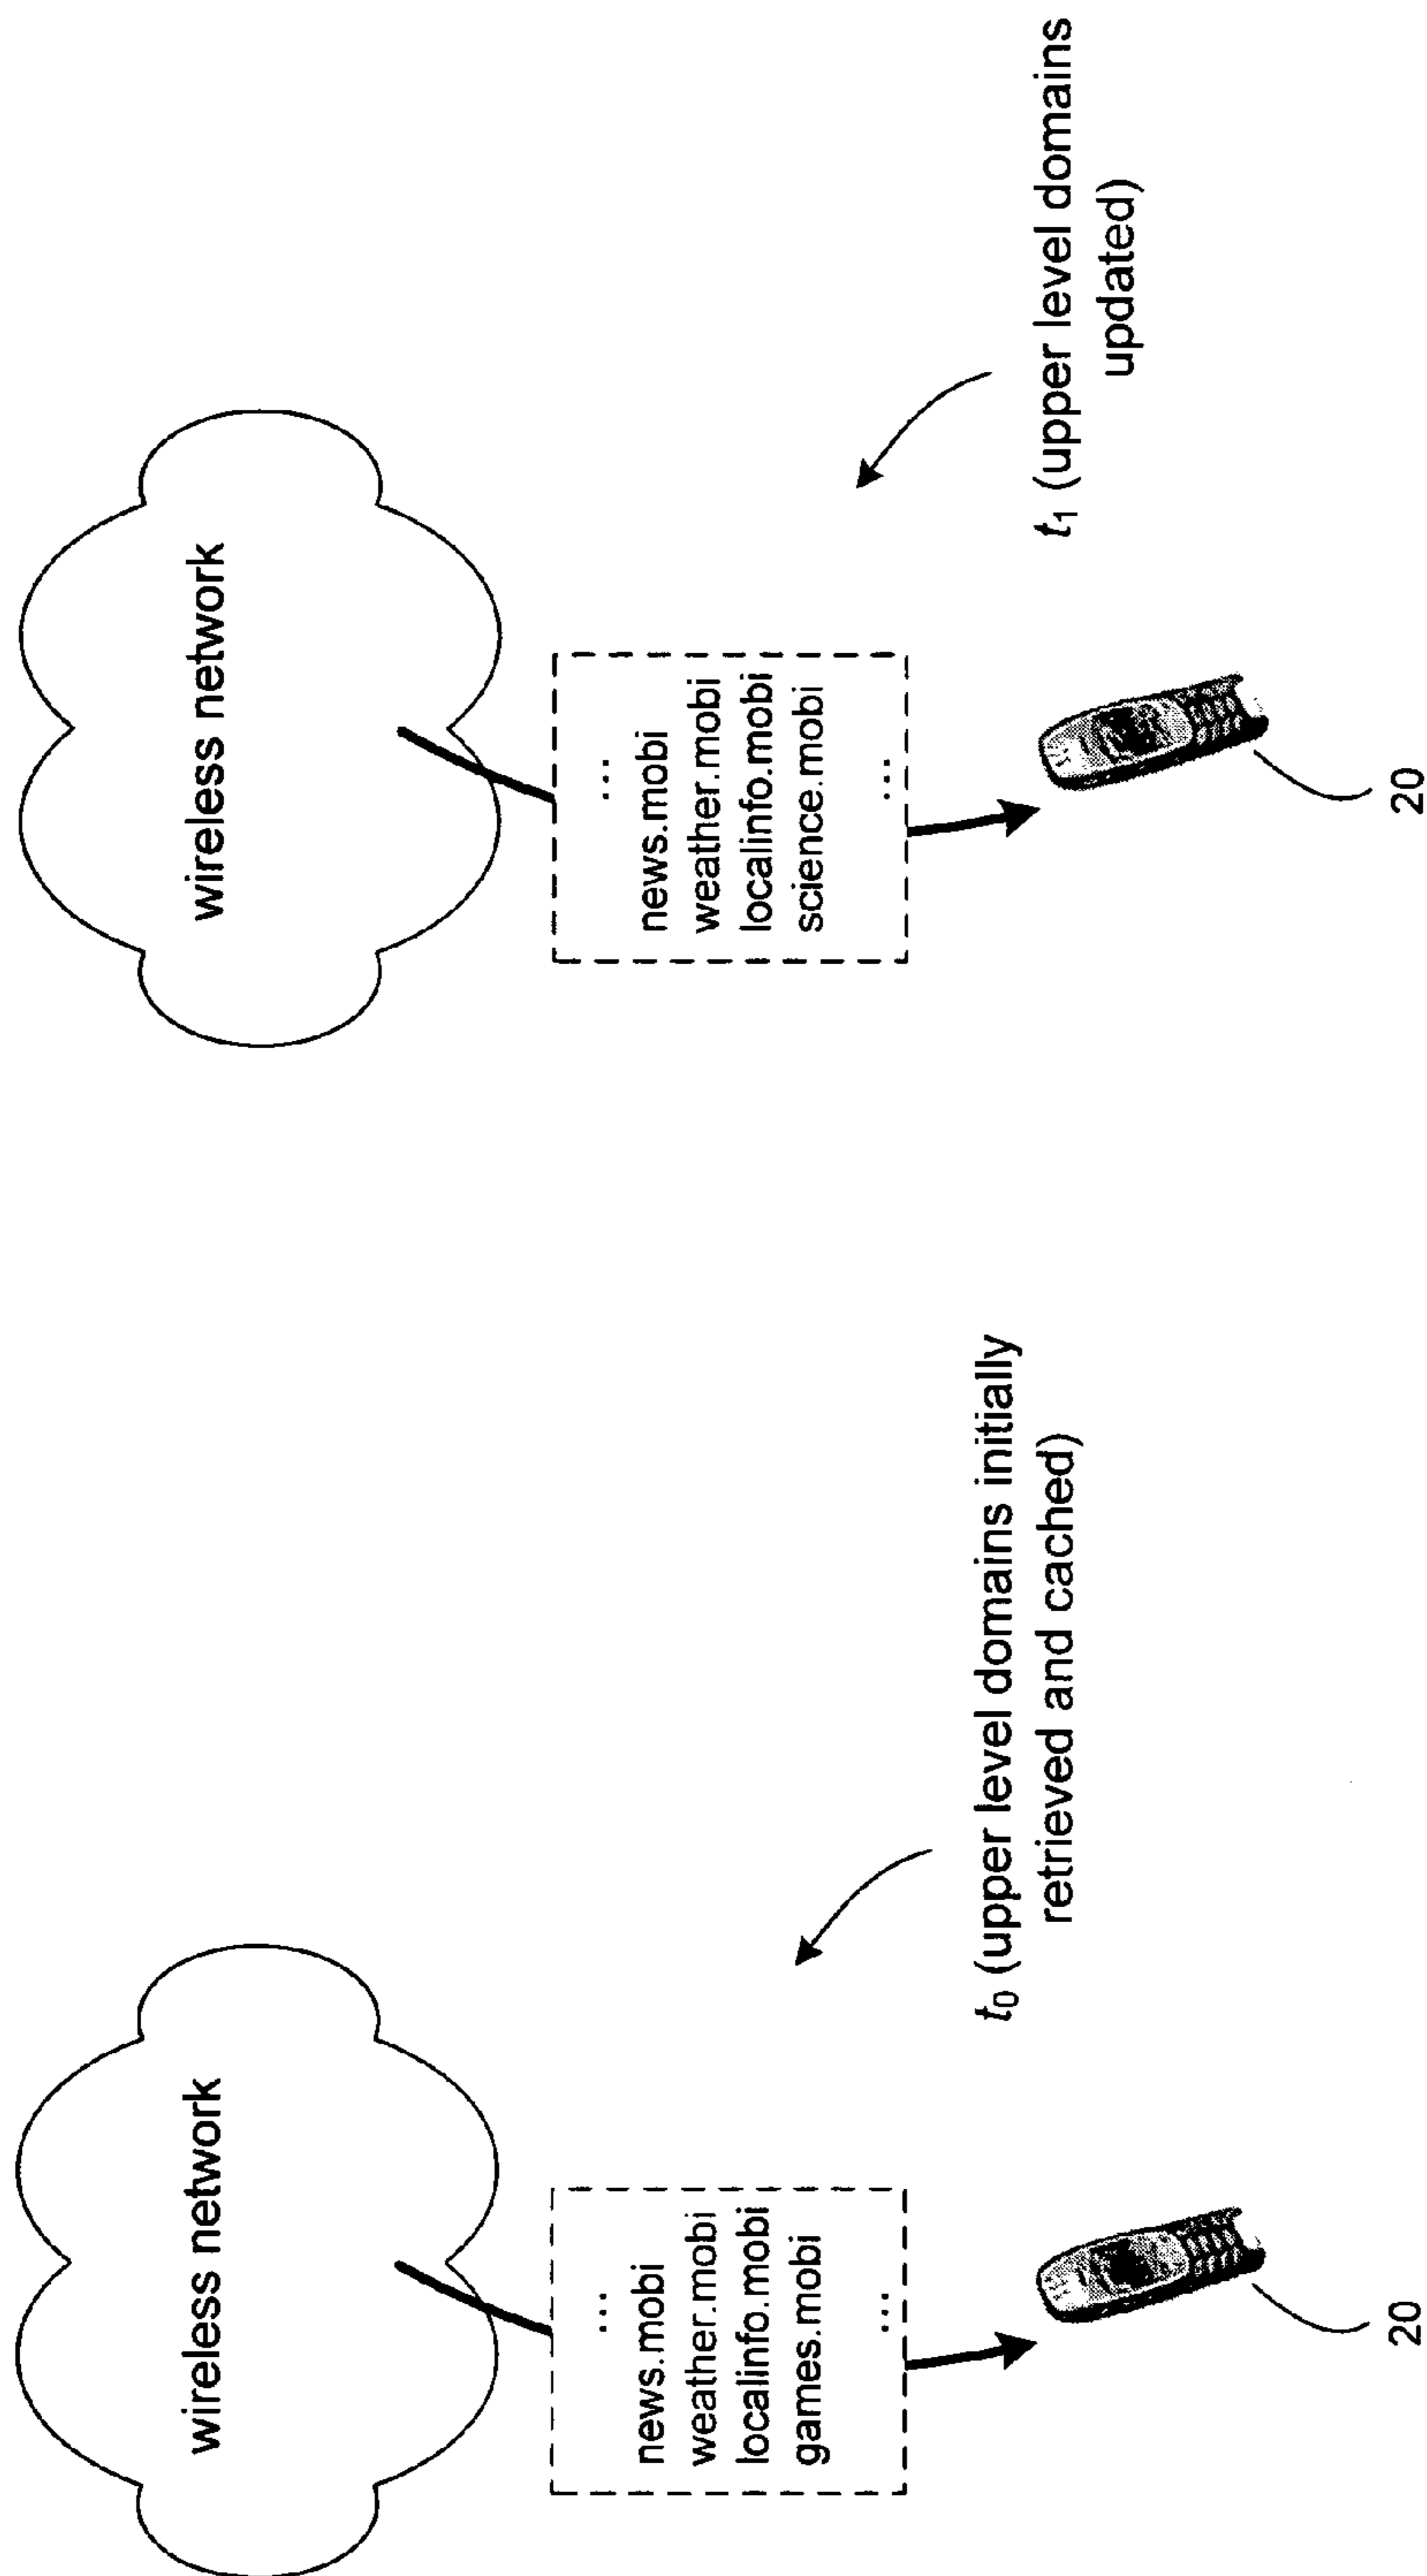 wireless network
...
news.mobi
weather.mobi
localinfo.mobi
games.mobi
...
20
t0 (upper level domains initially
retrieved and cached)
wireless network
...
news.mobi
weather.mobi
localinfo.mobi
science.mobi
...
20
t1 (upper level domains
updated)